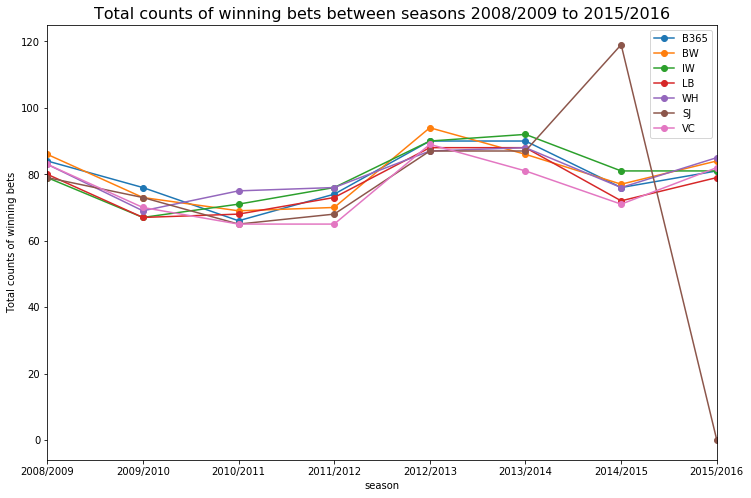 Total counts of winning bets between seasons 2008/2009 to 2015/2016
120
100
80
60
40
20
0
Total counts of winning bets
B365
BW
IW
LB
WH
SJ
VC
2008/2009 2009/2010 2010/2011 2011/2012 2012/2013 2013/2014 2014/2015 2015/2016
season